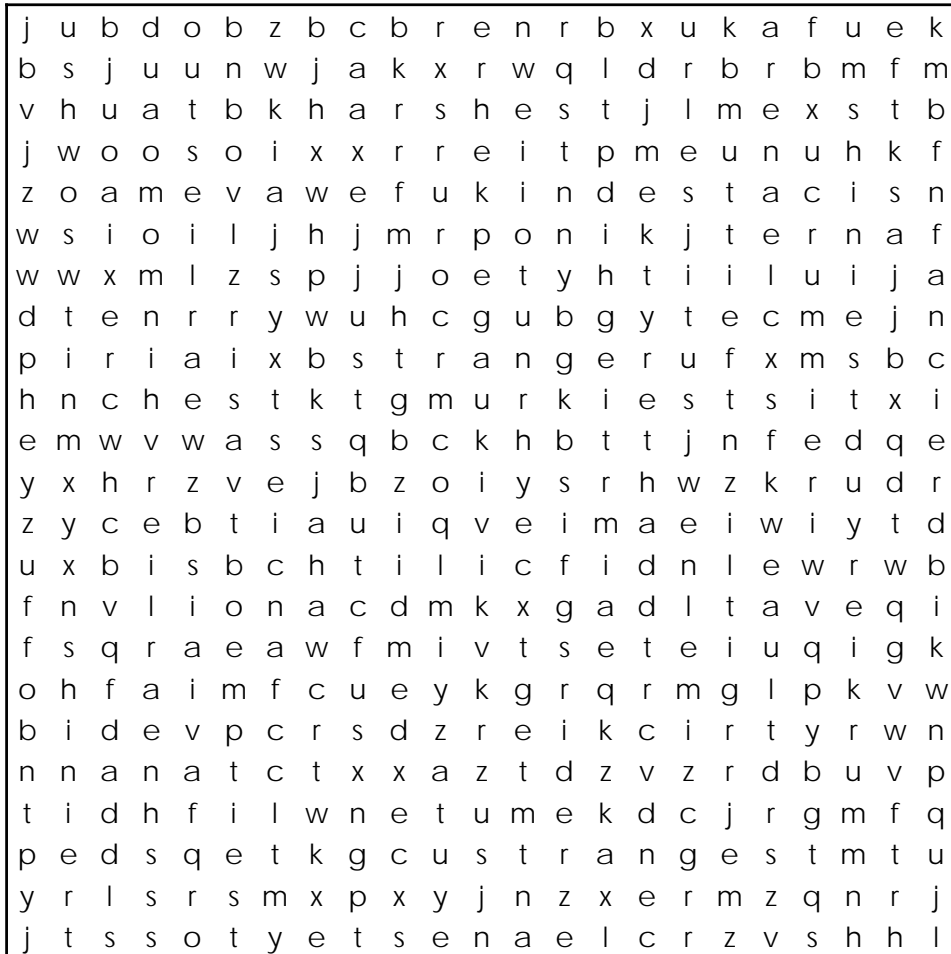 j u b d o b z b c b r e n r b x u k a f u e k
b s j u u n w j a k x r w q l d r b r b m f m
v h u a t b k h a r s h e s t j l m e x s t b
j w o o s o i x x r r e i t p m e u n u h k f
z o a m e v a w e f u k i n d e s t a c i s n
w s i o i l j h j m r p o n i k j t e r n a f
w w x m l z s p j j o e t y h t i i l u i j a
d t e n r r y w u h c g u b g y t e c m e j n
p i r i a i x b s t r a n g e r u f x m s b c
h n c h e s t k t g m u r k i e s t s i t x i
e m w v w a s s q b c k h b t t j n f e d q e
y x h r z v e j b z o i y s r h w z k r u d r
z y c e b t i a u i q v e i m a e i w i y t d
u x b i s b c h t i l i c f i d n l e w r w b
f n v l i o n a c d m k x g a d l t a v e q i
f s q r a e a w f m i v t s e t e i u q i g k
o h f a i m f c u e y k g r q r m g l p k v w
b i d e v p c r s d z r e i k c i r t y r w n
n n a n a t c t x x a z t d z v z r d b u v p
t i d h f i l w n e t u m e k d c j r g m f q
p e d s q e t k g c u s t r a n g e s t m t u
y r l s r s m x p x y j n z x e r m z q n r j
j t s s o t y e t s e n a e l c r z v s h h l